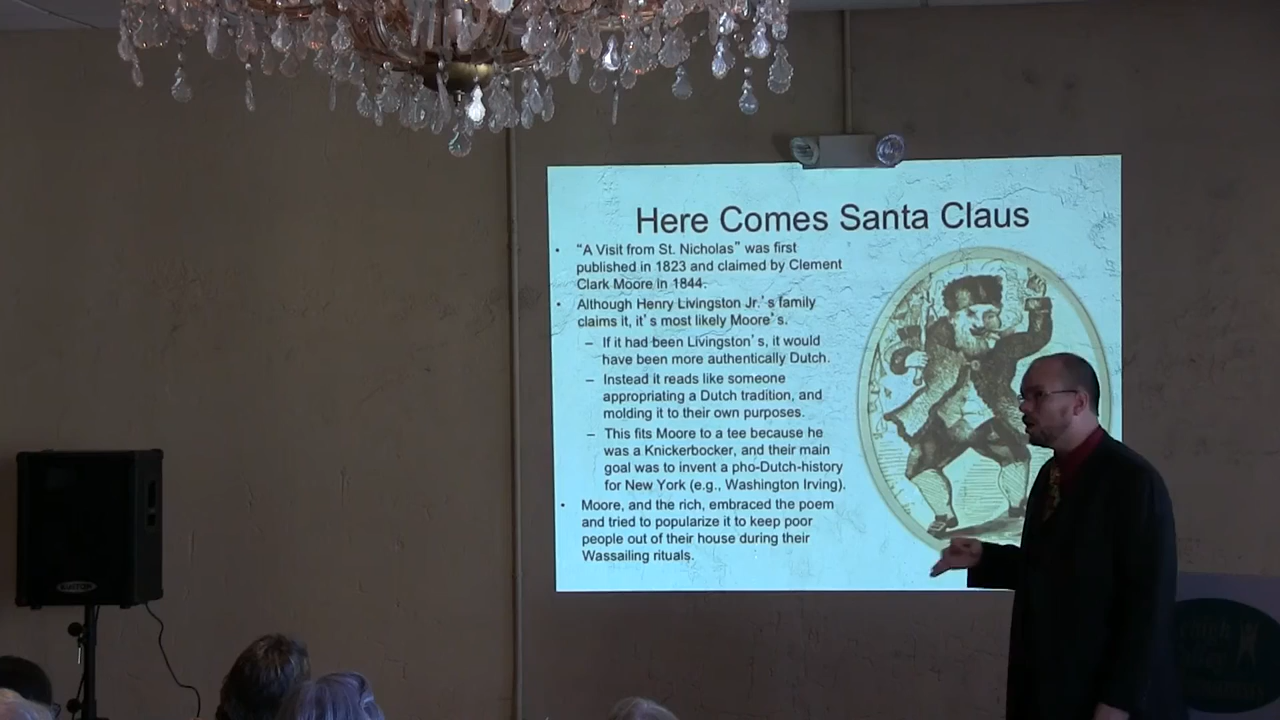 Here Comes Santa Claus
• “A Visit from St. Nicholas” was first
published in 1823 and claimed by Clement
Clark Moore in 1844.
• Although Henry Livingston Jr.’s family
claims it, it’s most likely Moore’s.
– If it had been Livingston’s, it would
have been more authentically Dutch.
– Instead it reads like someone
appropriating a Dutch tradition, and
molding it to their own purposes.
– This fits Moore to a tee because he
was a Knickerbocker, and their main
goal was to invent a pho-Dutch-history
for New York (e.g., Washington Irving).
• Moore, and the rich, embraced the poem
and tried to popularize it to keep poor
people out of their house during their
Wassailing rituals.